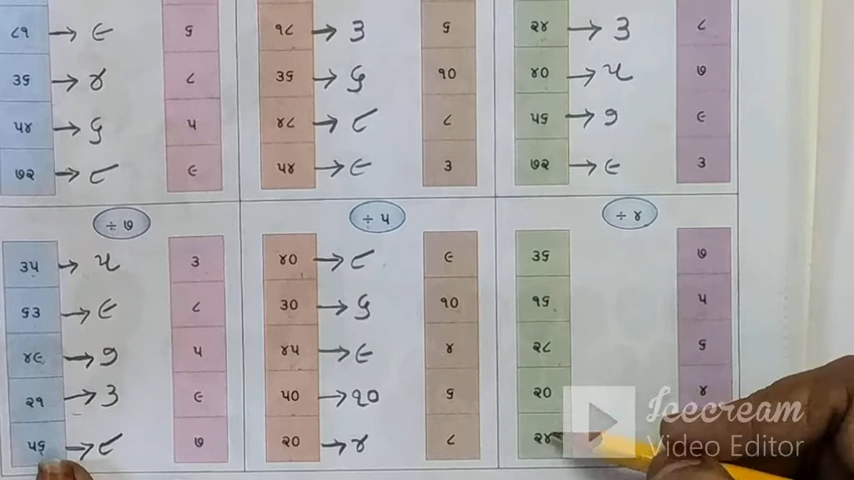 ૮૧ → ૯ ૬ ૧૮ → ૩ ૬ ૨૪ → ૩ ૮
૩૬ → ૪ ૮ ૩૬ → ૬ ૧૦ ૪૦ → ૫ ૭
૫૪ → ૬ ૫ ૪૮ → ૮ ૮ ૫૬ → ૭ ૯
૭૨ → ૮ ૯ ૫૪ → ૯ ૩ ૭૨ → ૯ ૩
÷ ૭ ÷ ૫ ÷ ૪
૩૫ → ૫ ૩ ૪૦ → ૮ ૯ ૩૬ ૭
૬૩ → ૯ ૮ ૩૦ → ૬ ૧૦ ૧૬ ૫
૪૯ → ૭ ૫ ૪૫ → ૯ ૪ ૨૮ ૬
૨૧ → ૩ ૯ ૫૦ → ૧૦ ૬ ૨૦ ૪
૫૬ → ૮ ૭ ૨૦ → ૪ ૮ ૨૪
Icecream
Video Editor